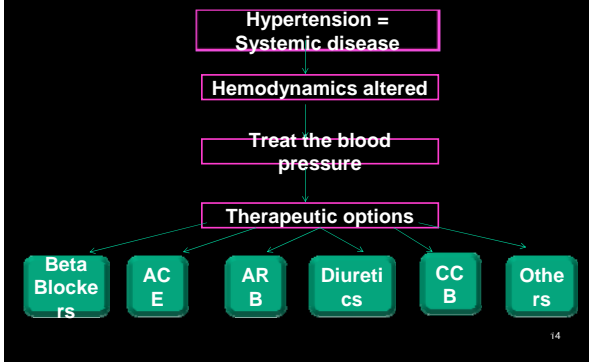 Hypertension =
Systemic disease
Hemodynamics altered
Treat the blood
pressure
Therapeutic options
Beta
Blocke
rs
AC
E
AR
B
Diureti
cs
CC
B
Othe
rs
14